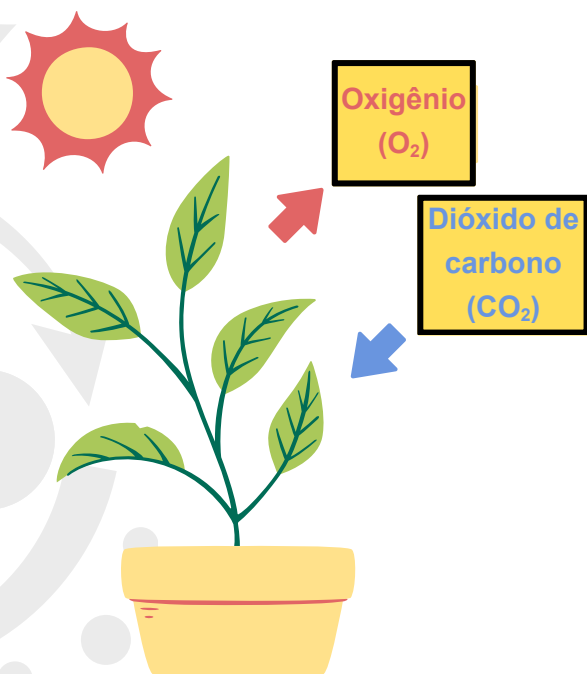 Oxigênio
(O₂)
Dióxido de
carbono
(CO₂)